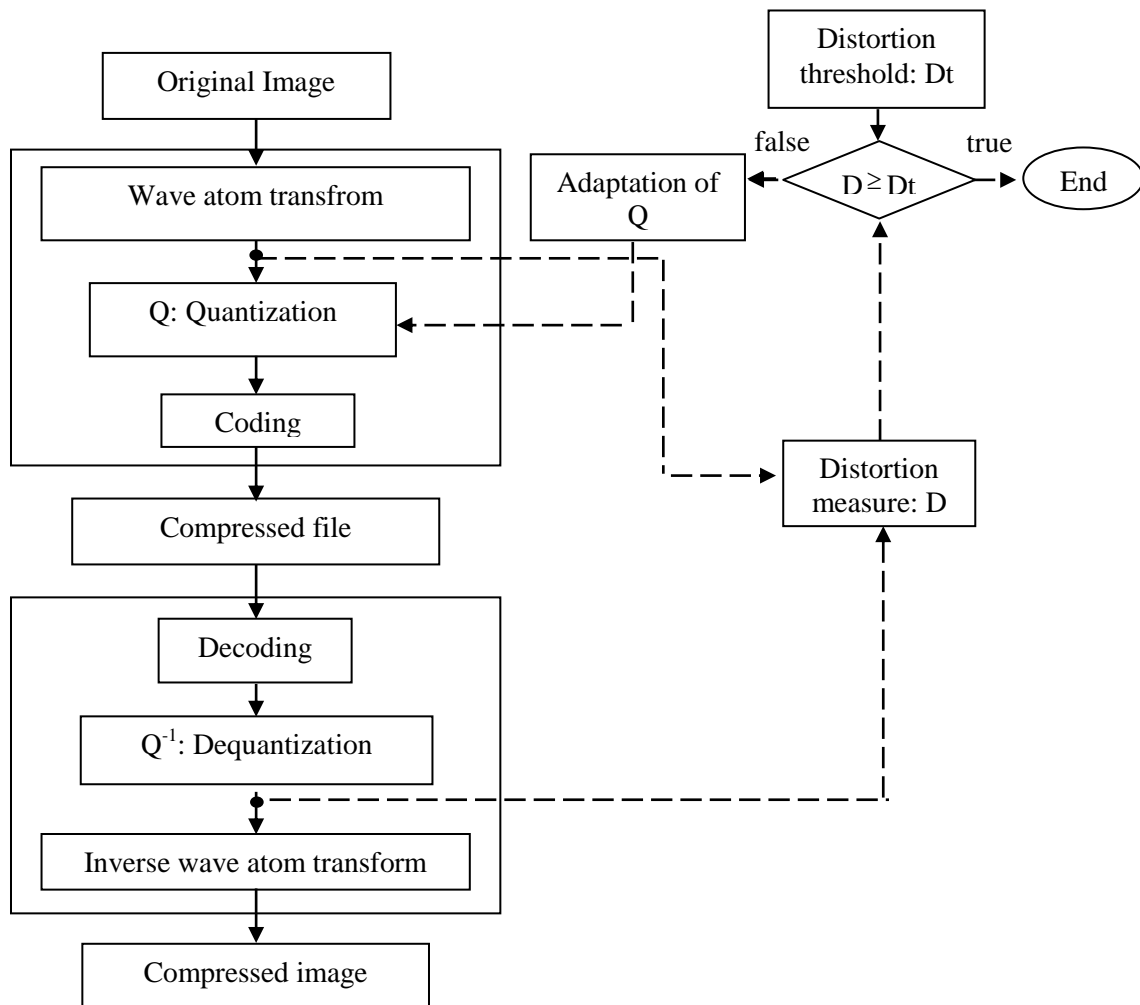 Original Image
Wave atom transfrom
Q: Quantization
Coding
Compressed file
Decoding
Q⁻¹: Dequantization
Inverse wave atom transform
Compressed image
Distortion
threshold: Dt
false
true
D ≥ Dt
End
Adaptation of
Q
Distortion
measure: D